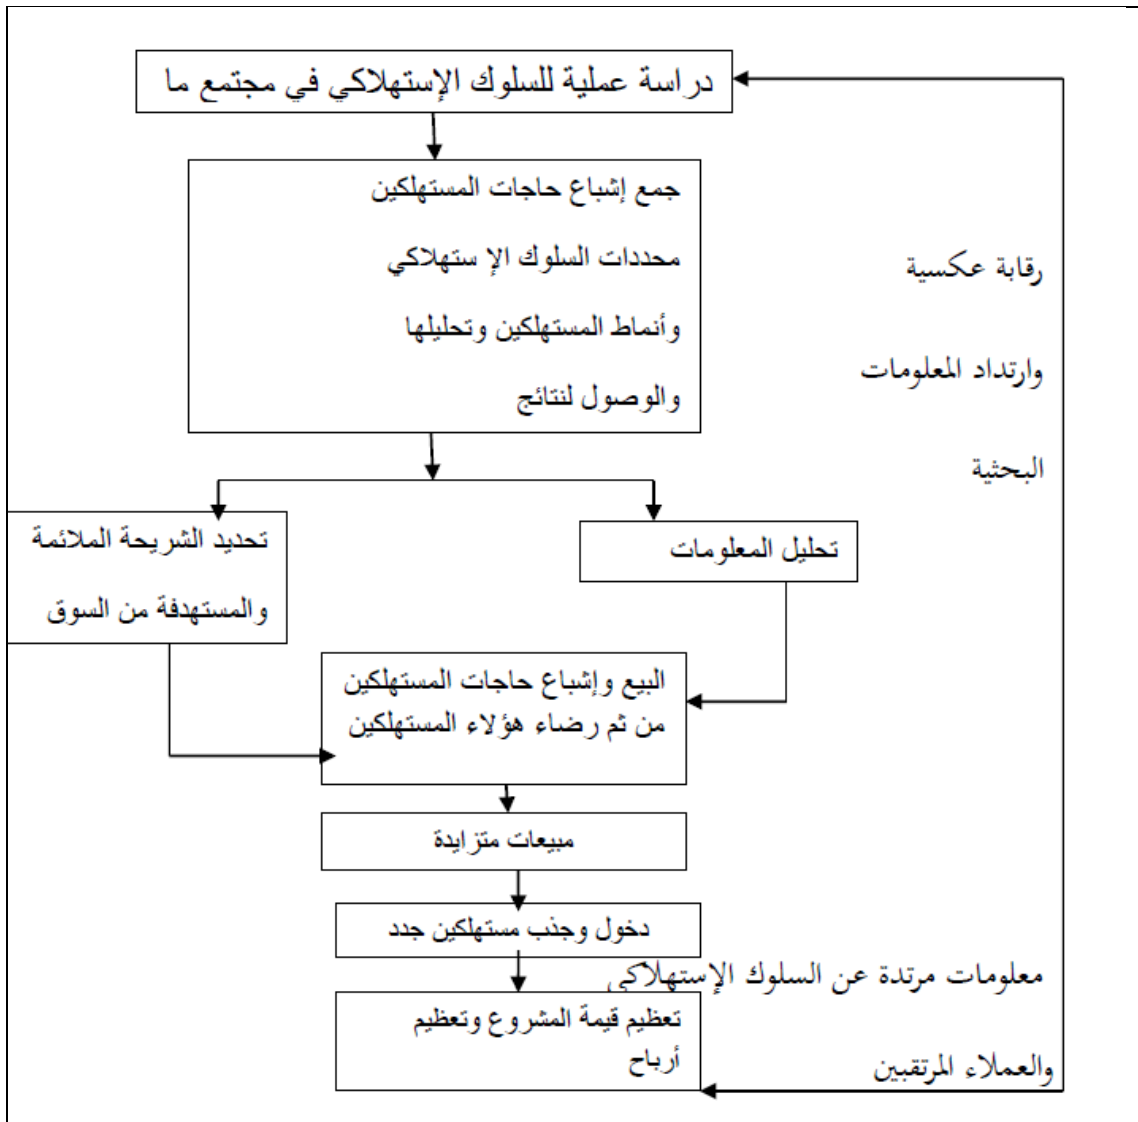 دراسة عملية للسلوك الإستهلاكي في مجتمع ما
جمع إشباع حاجات المستهلكين
محددات السلوك الإ ستهلاكي
وأنماط المستهلكين وتحليلها
والوصول لنتائج
رقابة عكسية
وارتداد المعلومات
البحثية
تحليل المعلومات
تحديد الشريحة الملائمة
والمستهدفة من السوق
البيع وإشباع حاجات المستهلكين
من ثم رضاء هؤلاء المستهلكين
مبيعات متزايدة
دخول وجذب مستهلكين جدد
معلومات مرتدة عن السلوك الإستهلاكي
والعملاء المرتقبين
تعظيم قيمة المشروع وتعظيم
أرباح